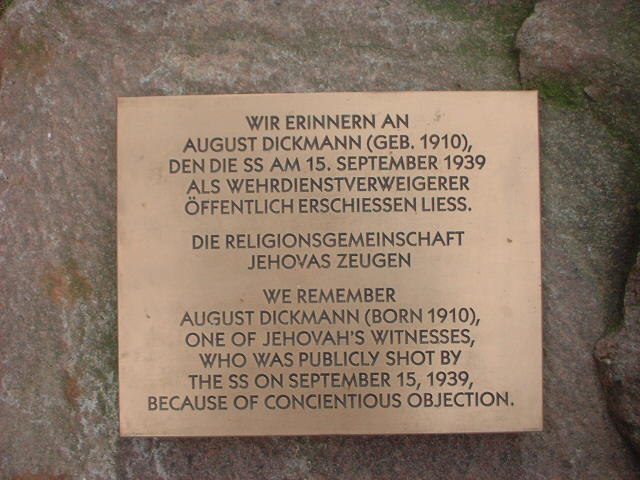 WIR ERINNERN AN
AUGUST DICKMANN (GEB. 1910),
DEN DIE SS AM 15. SEPTEMBER 1939
ALS WEHRDIENSTVERWEIGERER
ÖFFENTLICH ERSCHIESSEN LIESS.
DIE RELIGIONSGEMEINSCHAFT
JEHOVAS ZEUGEN
WE REMEMBER
AUGUST DICKMANN (BORN 1910),
ONE OF JEHOVAH'S WITNESSES,
WHO WAS PUBLICLY SHOT BY
THE SS ON SEPTEMBER 15, 1939,
BECAUSE OF CONCIENTIOUS OBJECTION.